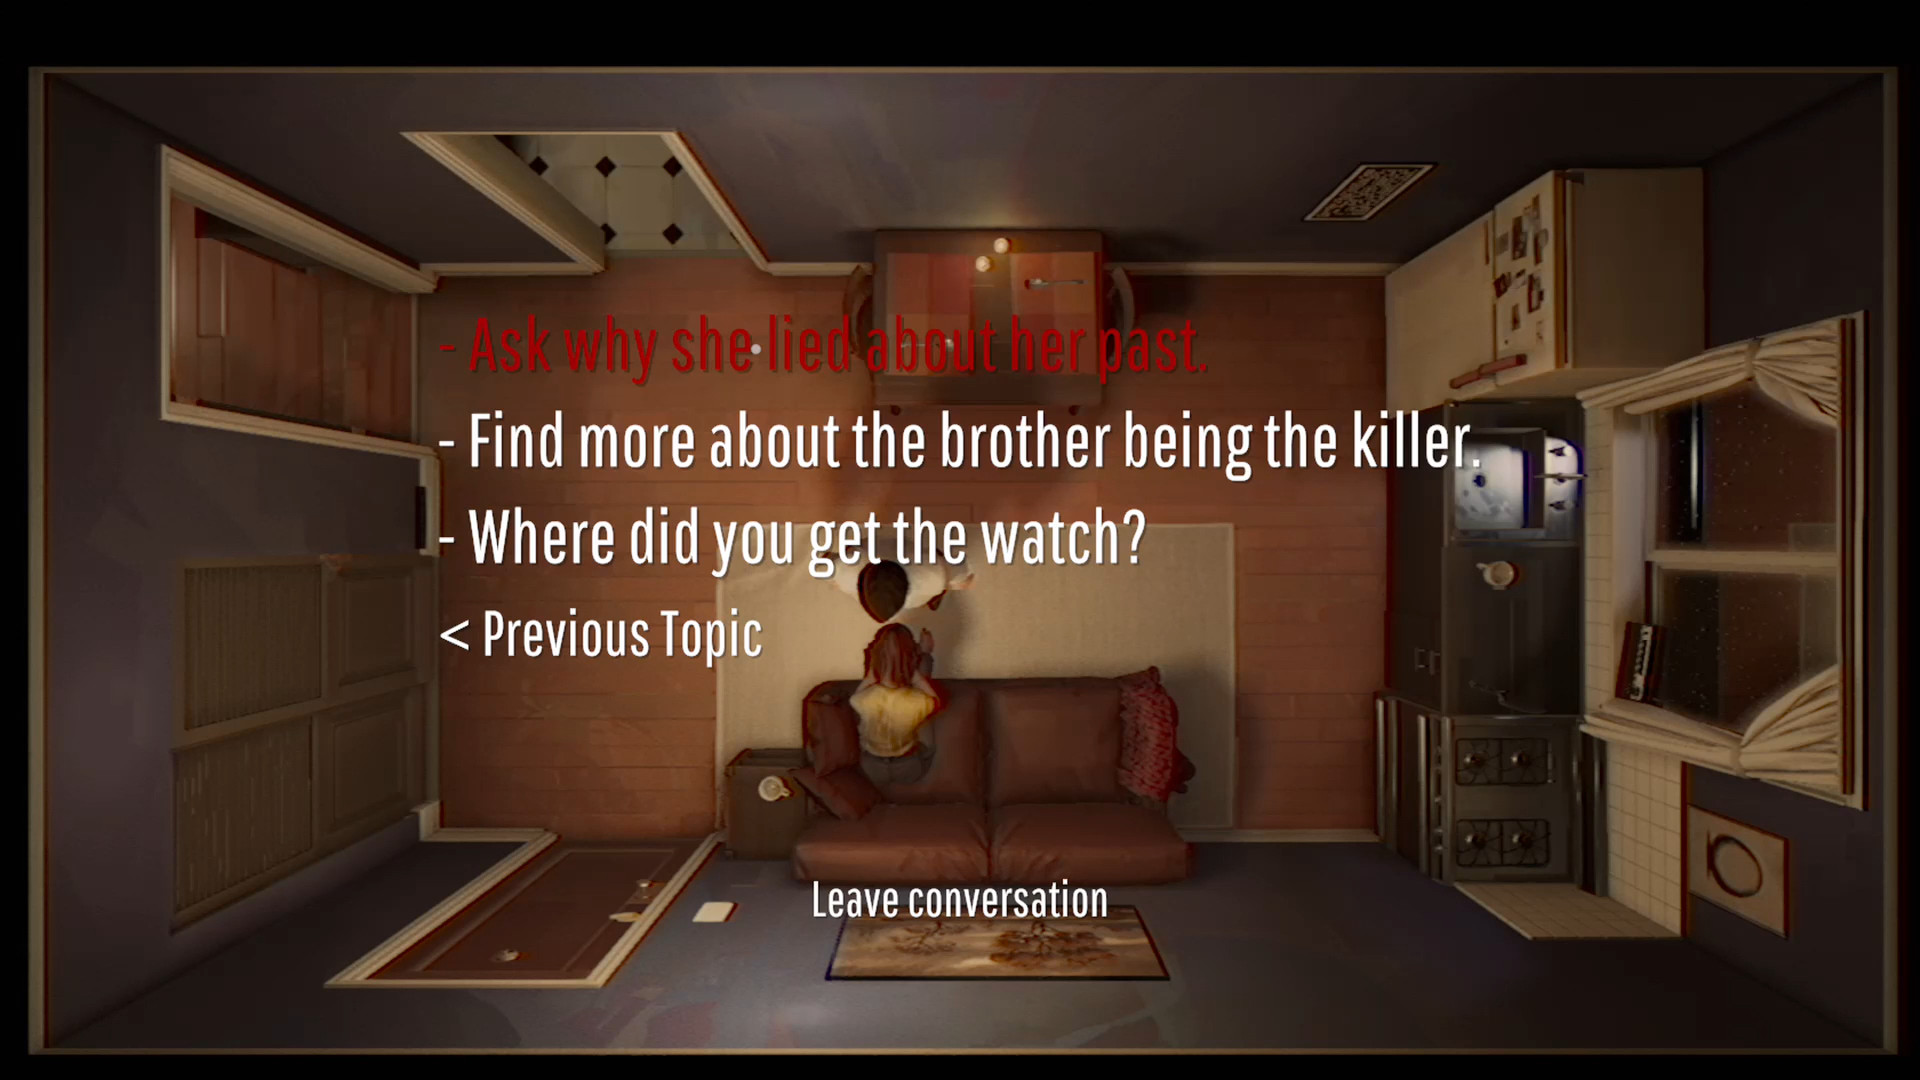 - Ask why she lied about her past.
- Find more about the brother being the killer.
- Where did you get the watch?
< Previous Topic
Leave conversation